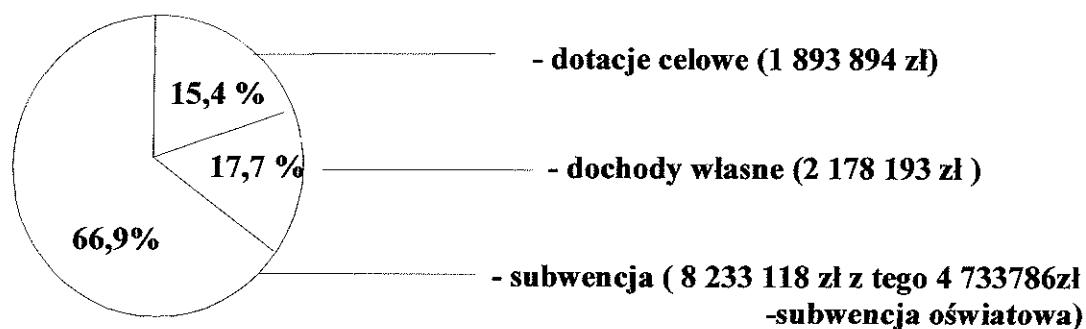 - dotacje celowe (1 893 894 zł)
15,4 %
17,7 %
- dochody własne (2 178 193 zł )
66,9%
- subwencja ( 8 233 118 zł z tego 4 733786zł
-subwencja oświatowa)